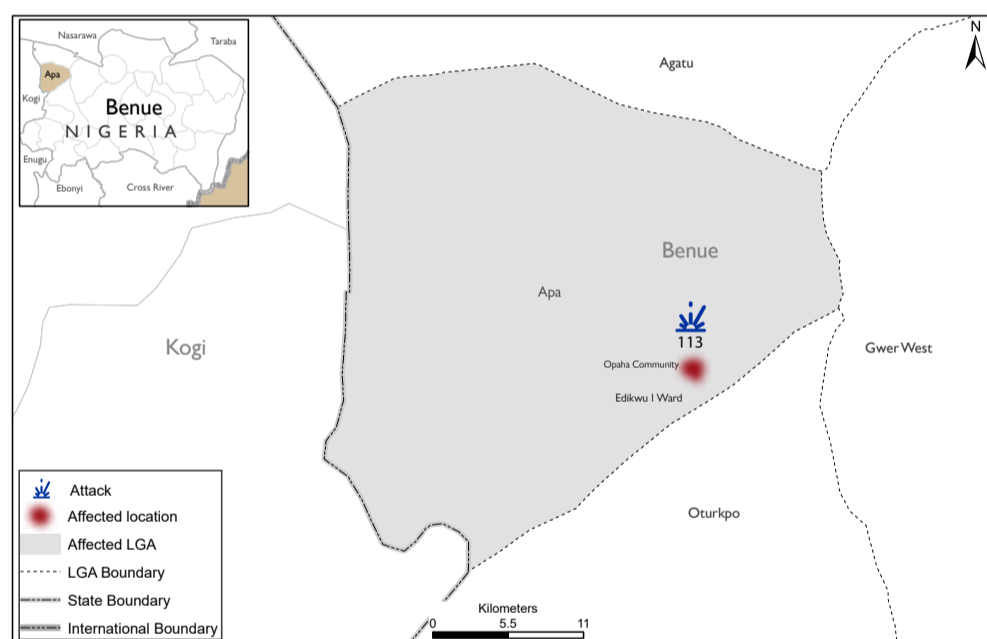 Nasarawa
Taraba
Apa
Kogi
Benue
NIGERIA
Enugu
Ebonyi
Cross River
N
Agatu
Benue
Apa
113
Kogi
Gwer West
Opaha Community
Edikwu I Ward
Oturkpo
Attack
Affected location
Affected LGA
LGA Boundary
State Boundary
International Boundary
Kilometers
0 5.5 11